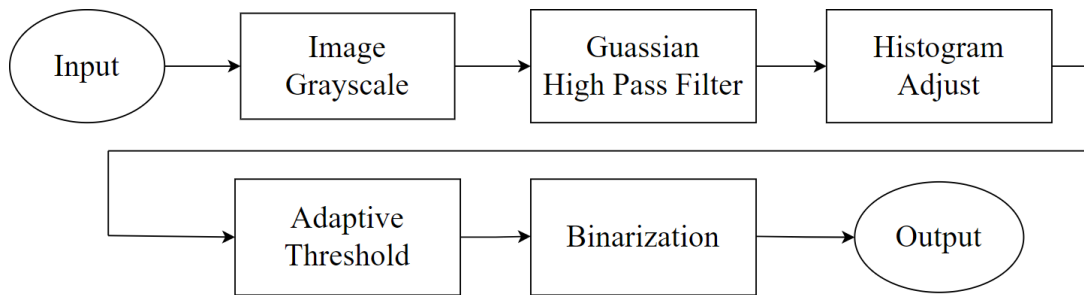 Input
Image
Grayscale
Guassian
High Pass Filter
Histogram
Adjust
Adaptive
Threshold
Binarization
Output